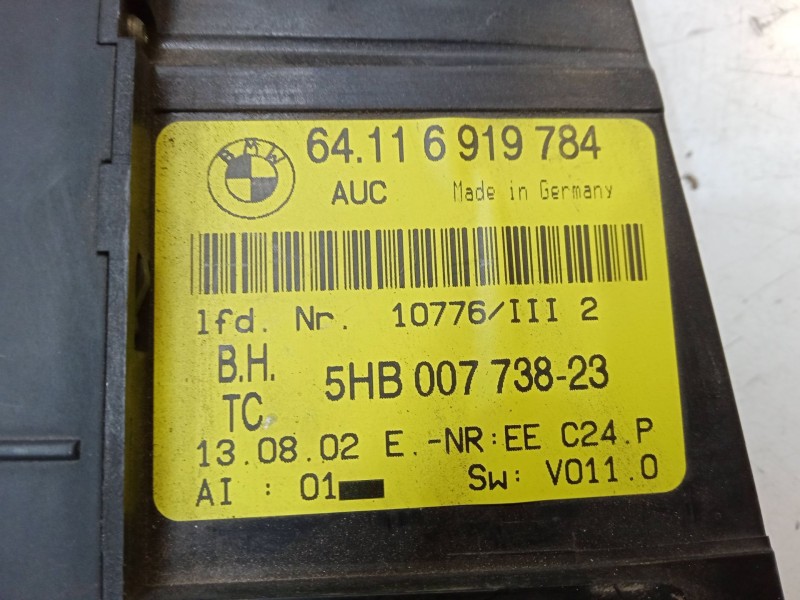 BMW
64.11 6 919 784
AUC Made in Germany
lfd. Nr. 10776/III 2
B.H. 5HB 007 738-23
TC
13.08.02 E.-NR:EE C24.P
AI : 01 Sw: V011.0